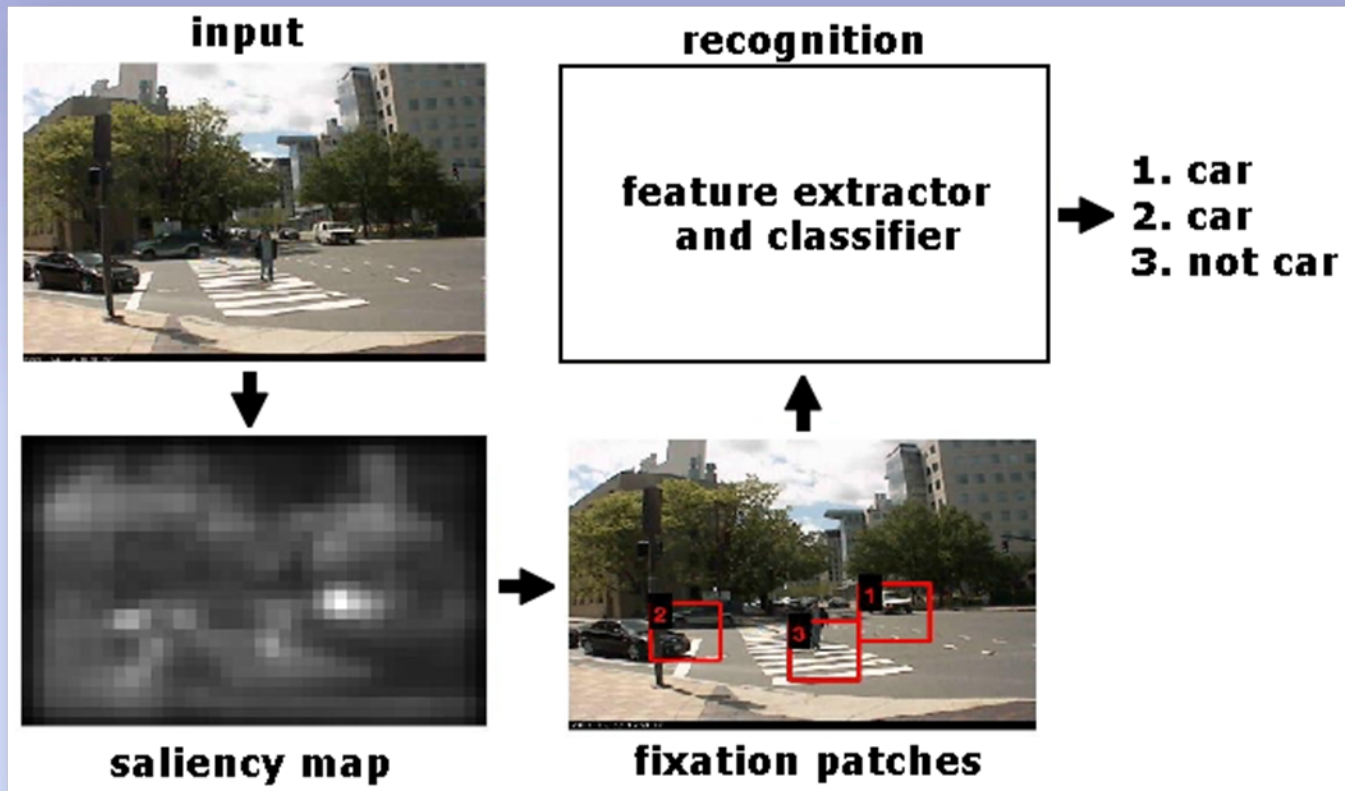 input
saliency map
fixation patches
2
3
1
recognition
feature extractor
and classifier
1. car
2. car
3. not car